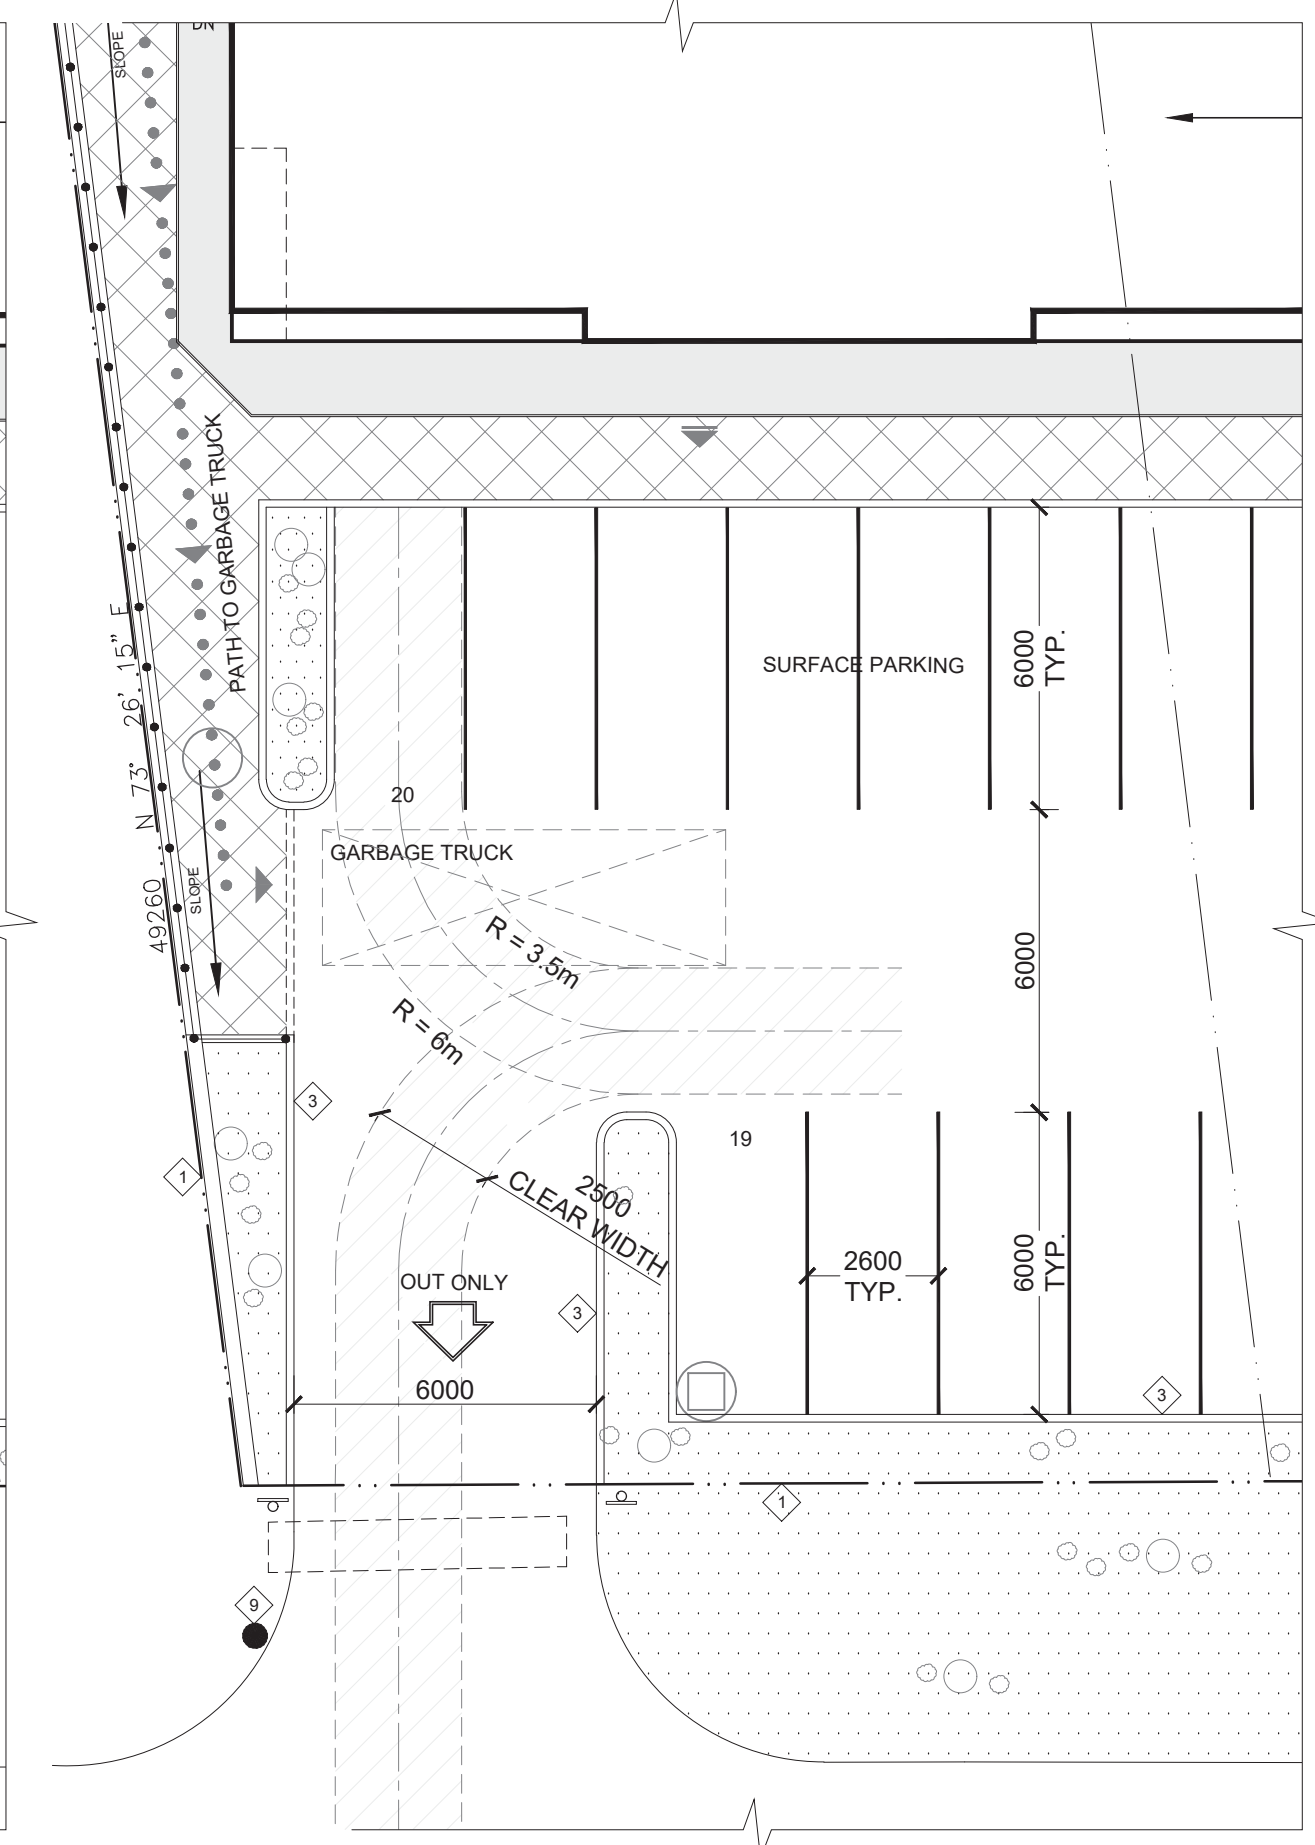 DN
SLOPE
PATH TO GARBAGE TRUCK
SURFACE PARKING
6000
TYP.
N 73° 26' 15" E
49260
SLOPE
20
GARBAGE TRUCK
R = 3.5m
R = 6m
6000
3
19
1
2500
CLEAR WIDTH
2600
TYP.
6000
TYP.
OUT ONLY
3
6000
3
1
9